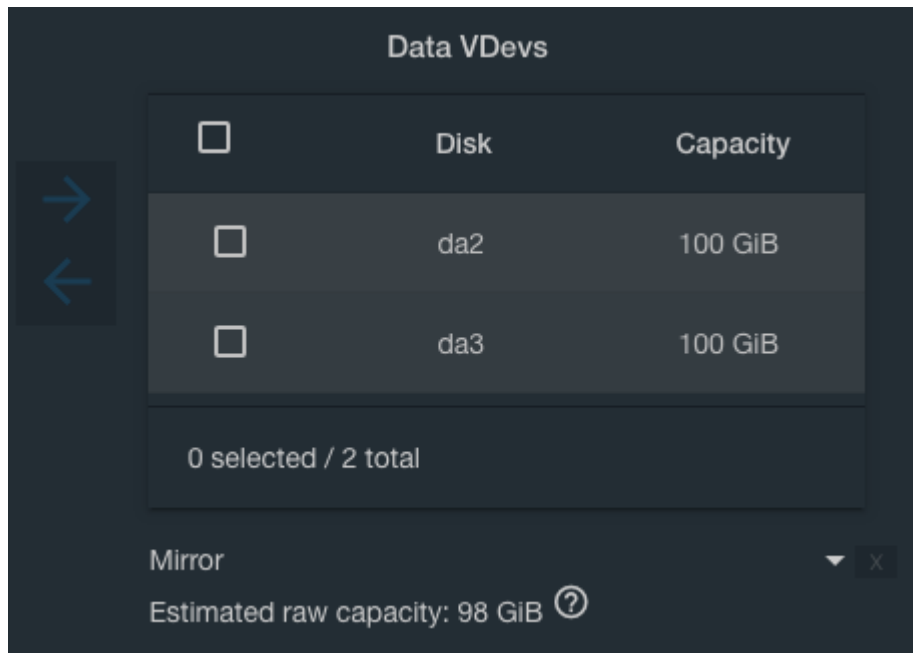 Data VDevs
Disk Capacity
da2 100 GiB
da3 100 GiB
0 selected / 2 total
Mirror X
Estimated raw capacity: 98 GiB ?